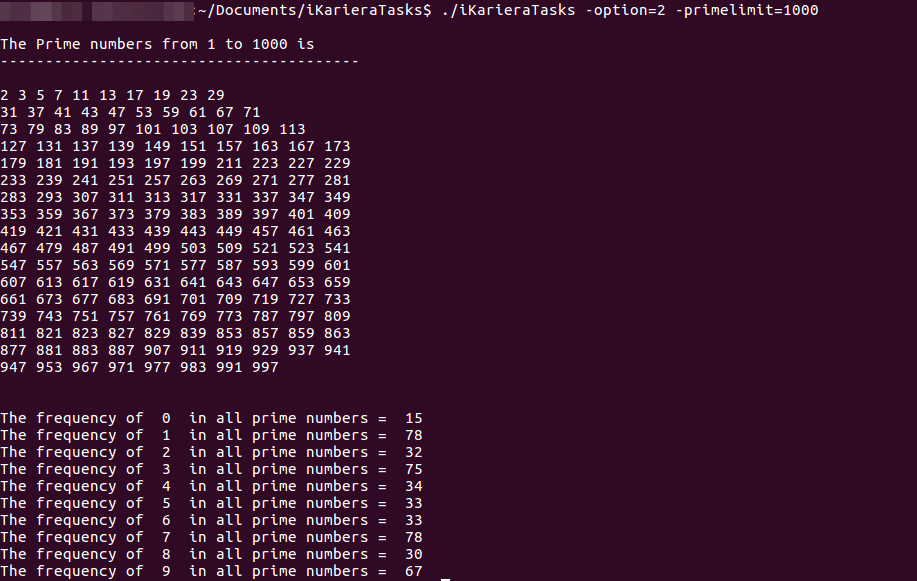 :~/Documents/iKarieraTasks$ ./iKarieraTasks -option=2 -primelimit=1000
The Prime numbers from 1 to 1000 is
----------------------------------------
2 3 5 7 11 13 17 19 23 29
31 37 41 43 47 53 59 61 67 71
73 79 83 89 97 101 103 107 109 113
127 131 137 139 149 151 157 163 167 173
179 181 191 193 197 199 211 223 227 229
233 239 241 251 257 263 269 271 277 281
283 293 307 311 313 317 331 337 347 349
353 359 367 373 379 383 389 397 401 409
419 421 431 433 439 443 449 457 461 463
467 479 487 491 499 503 509 521 523 541
547 557 563 569 571 577 587 593 599 601
607 613 617 619 631 641 643 647 653 659
661 673 677 683 691 701 709 719 727 733
739 743 751 757 761 769 773 787 797 809
811 821 823 827 829 839 853 857 859 863
877 881 883 887 907 911 919 929 937 941
947 953 967 971 977 983 991 997
The frequency of  0  in all prime numbers =  15
The frequency of  1  in all prime numbers =  78
The frequency of  2  in all prime numbers =  32
The frequency of  3  in all prime numbers =  75
The frequency of  4  in all prime numbers =  34
The frequency of  5  in all prime numbers =  33
The frequency of  6  in all prime numbers =  33
The frequency of  7  in all prime numbers =  78
The frequency of  8  in all prime numbers =  30
The frequency of  9  in all prime numbers =  67